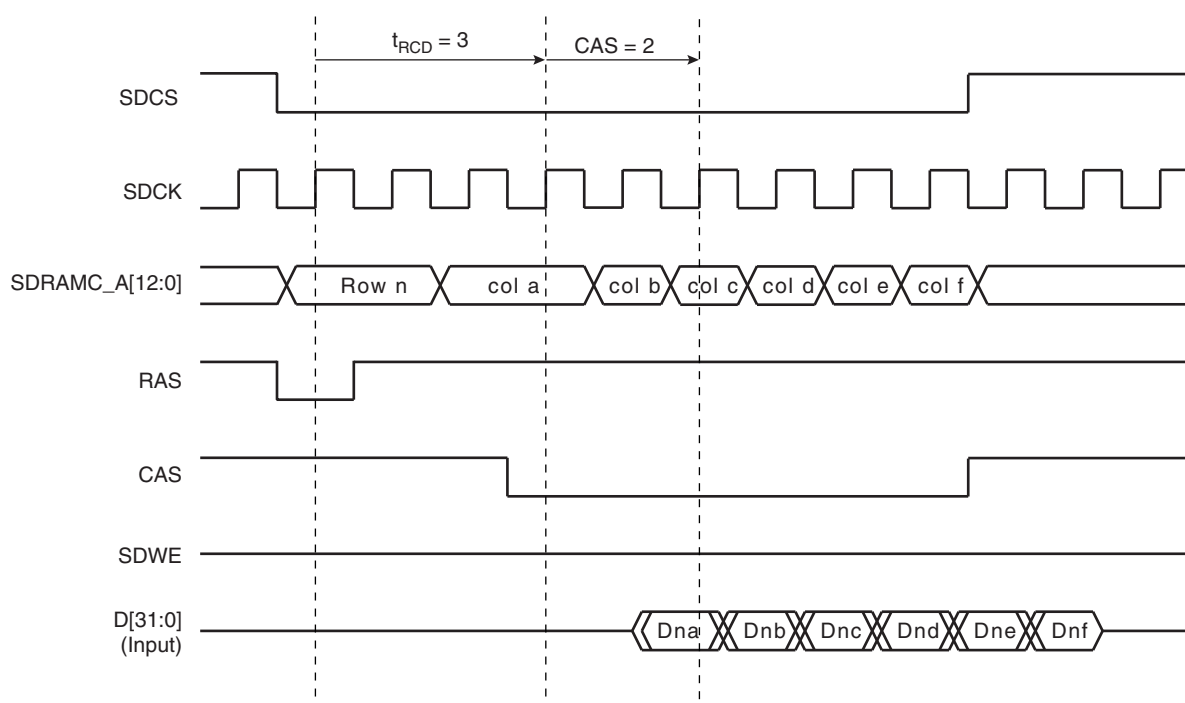 tRCD = 3
CAS = 2
SDCS
SDCK
SDRAMC_A[12:0]
Row n
col a
col b
col c
col d
col e
col f
RAS
CAS
SDWE
D[31:0]
(Input)
Dna
Dnb
Dnc
Dnd
Dne
Dnf